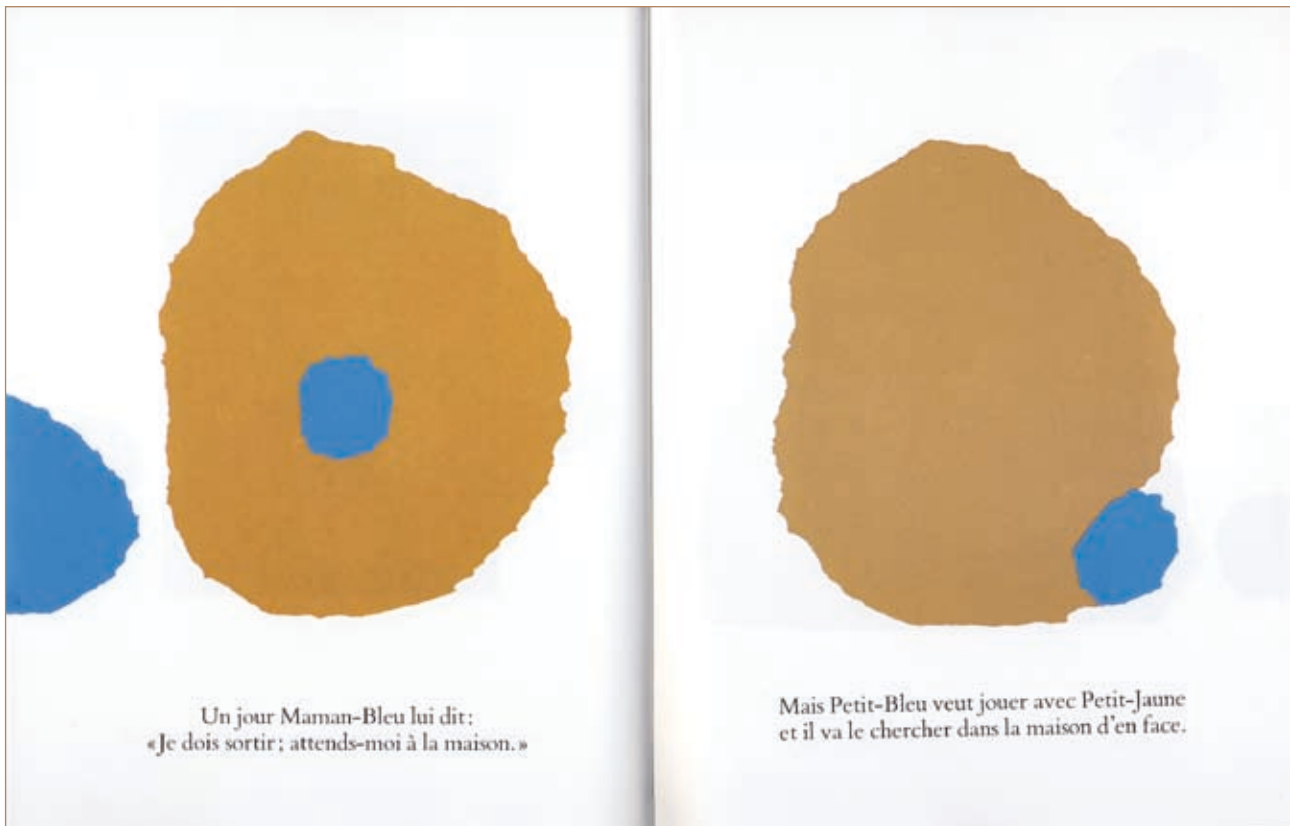 Un jour Maman-Bleu lui dit:
«Je dois sortir; attends-moi à la maison.»
Mais Petit-Bleu veut jouer avec Petit-Jaune
et il va le chercher dans la maison d'en face.